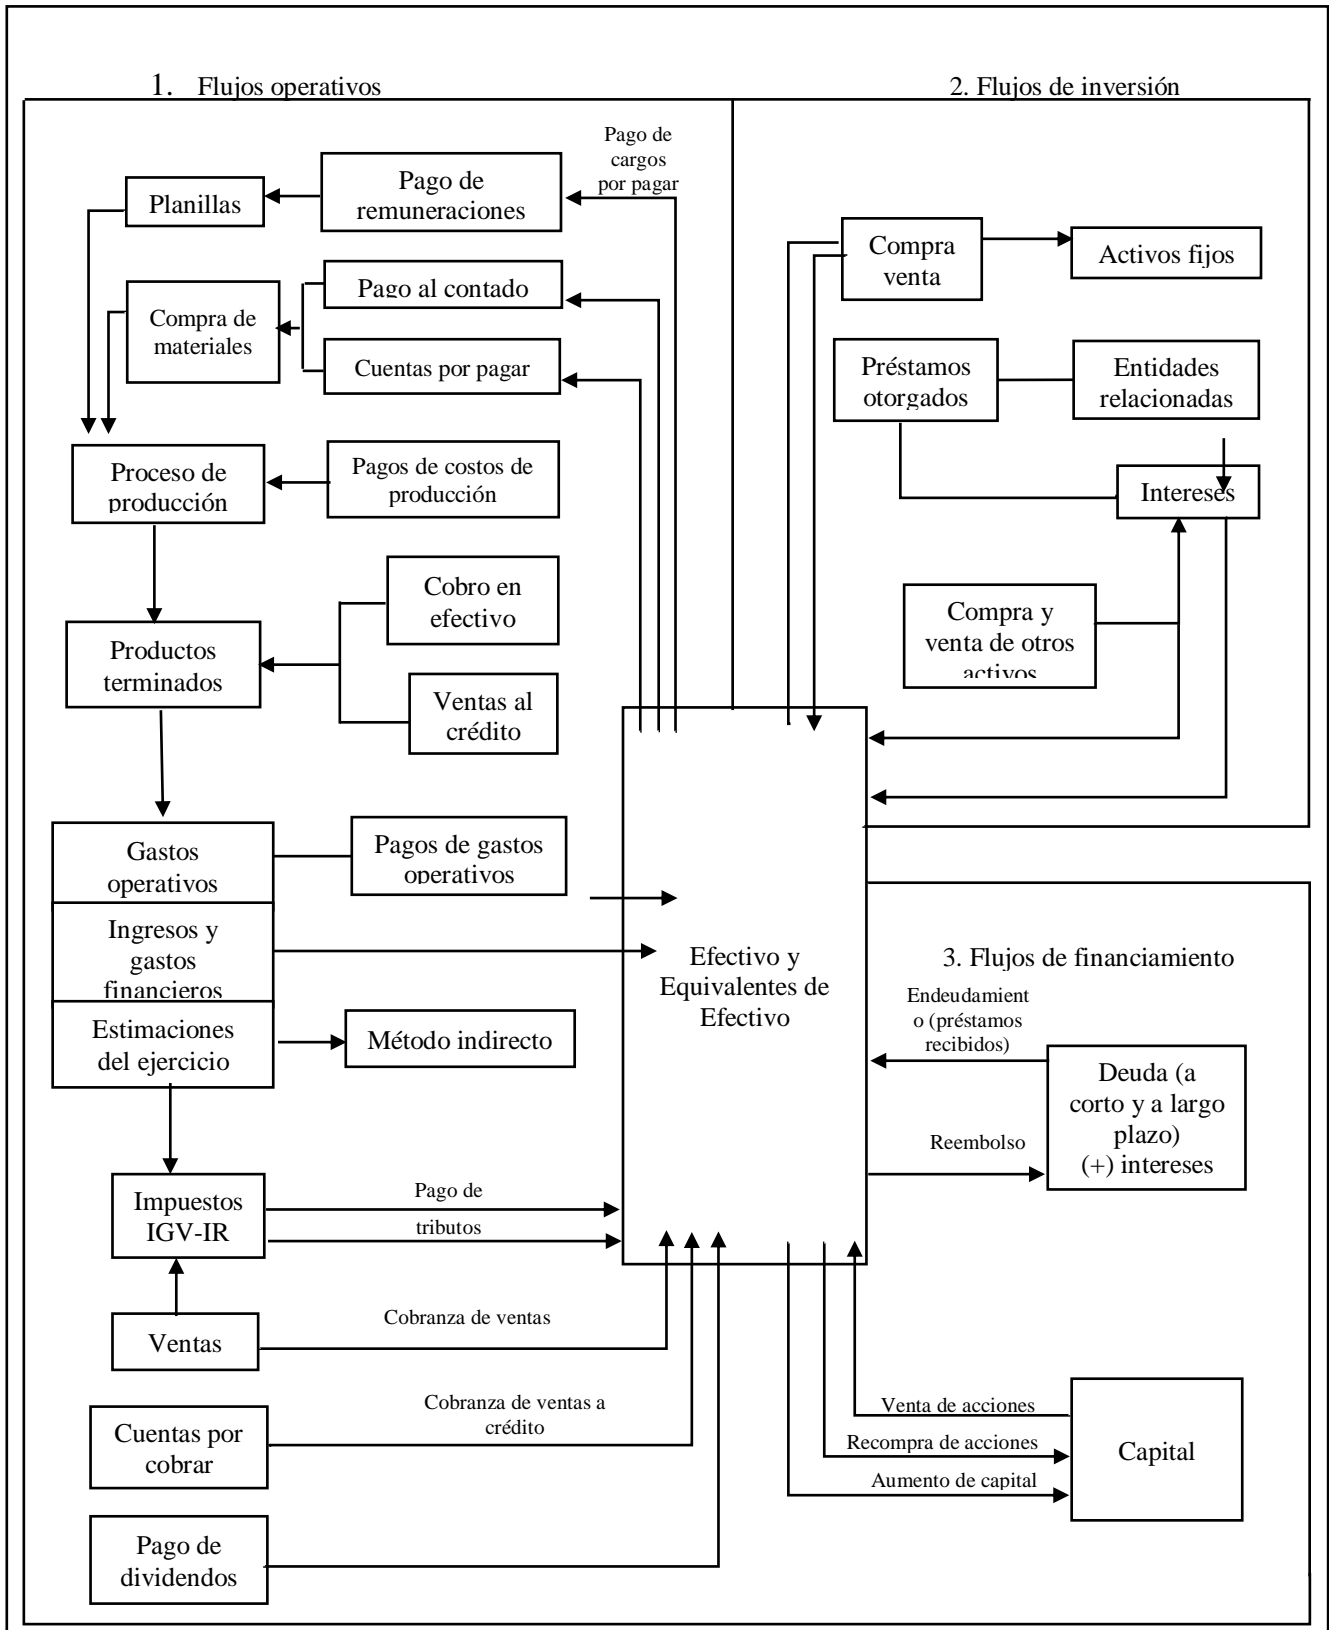 1. Flujos operativos
Pago de
cargos
por pagar
Pago de
remuneraciones
Planillas
Pago al contado
Compra de
materiales
Cuentas por pagar
Proceso de
producción
Pagos de costos de
producción
Cobro en
efectivo
Productos
terminados
Ventas al
crédito
Gastos
operativos
Pagos de gastos
operativos
Ingresos y
gastos
financieros
Estimaciones
del ejercicio
Método indirecto
Impuestos
IGV-IR
Pago de
tributos
Ventas
Cobranza de ventas
Cuentas por
cobrar
Cobranza de ventas a
crédito
Pago de
dividendos
Efectivo y
Equivalentes de
Efectivo
2. Flujos de inversión
Compra
venta
Activos fijos
Préstamos
otorgados
Entidades
relacionadas
Intereses
Compra y
venta de otros
activos
3. Flujos de financiamiento
Endeudamient
o (préstamos
recibidos)
Deuda (a
corto y a largo
plazo)
(+) intereses
Reembolso
Venta de acciones
Recompra de acciones
Aumento de capital
Capital